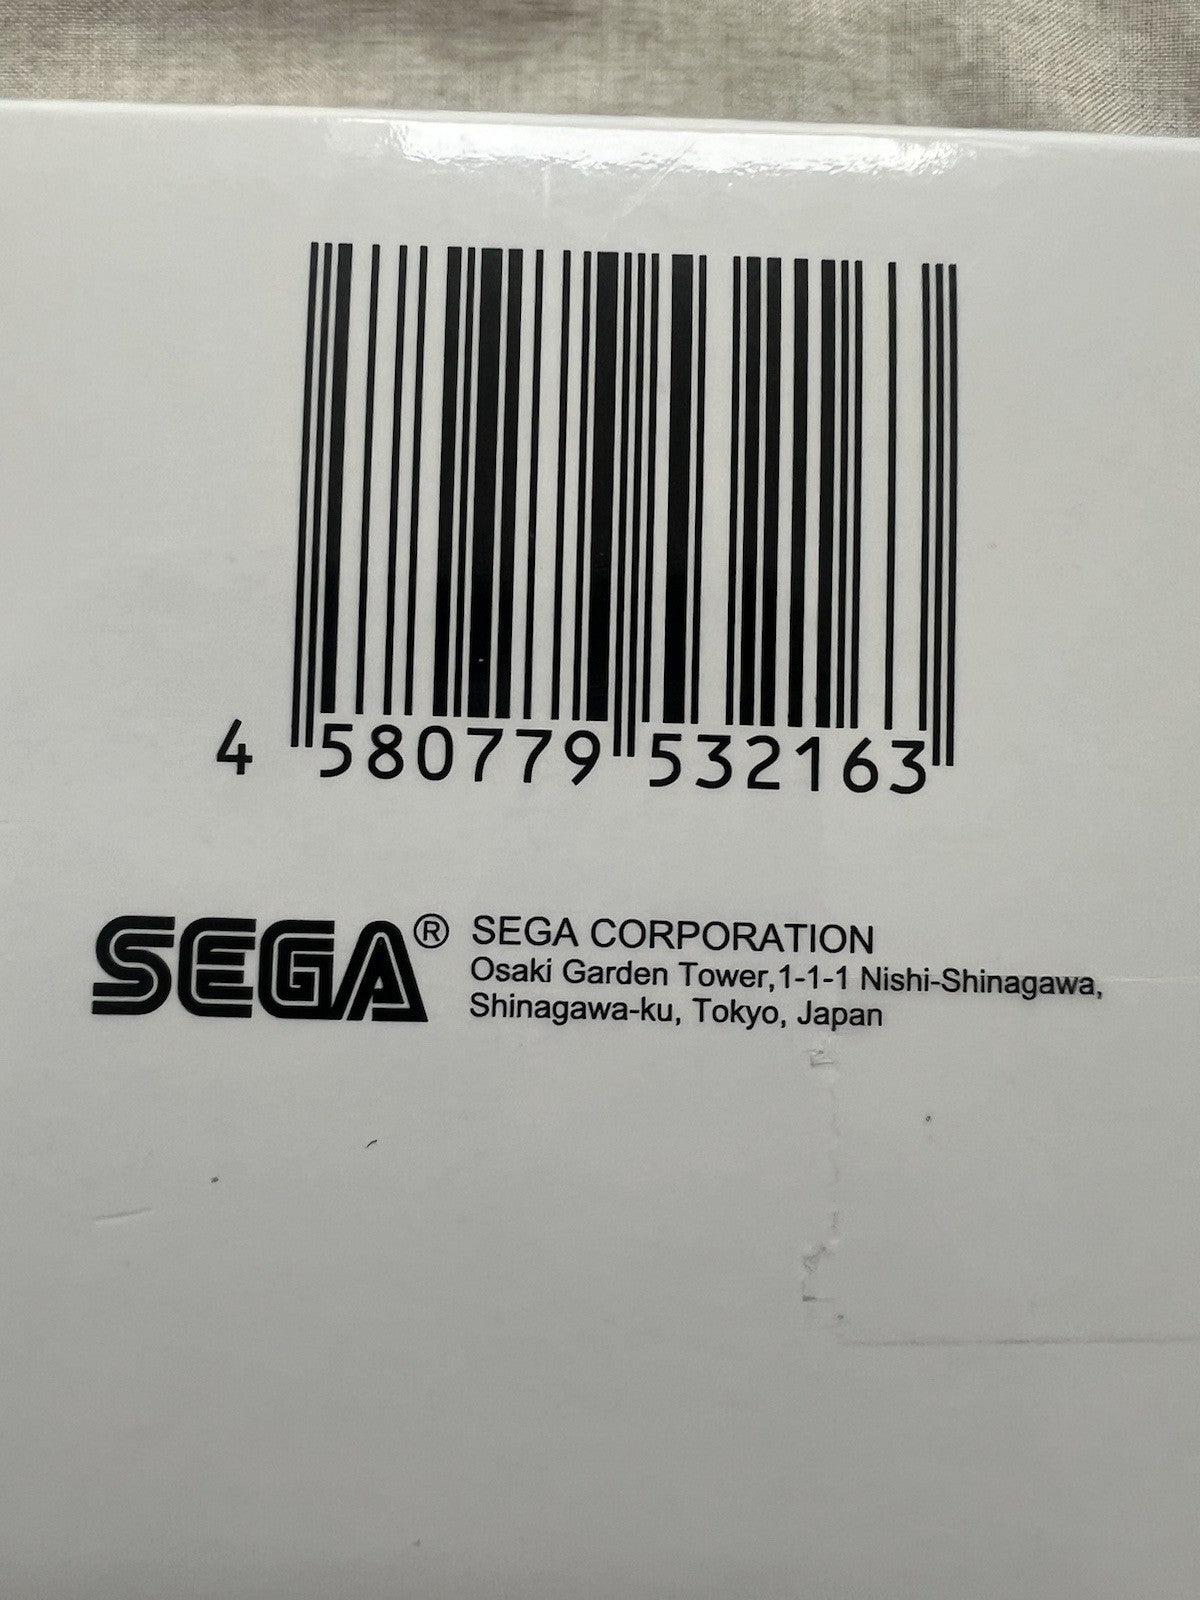 4 580779 532163
SEGA® SEGA CORPORATION
Osaki Garden Tower,1-1-1 Nishi-Shinagawa,
Shinagawa-ku, Tokyo, Japan